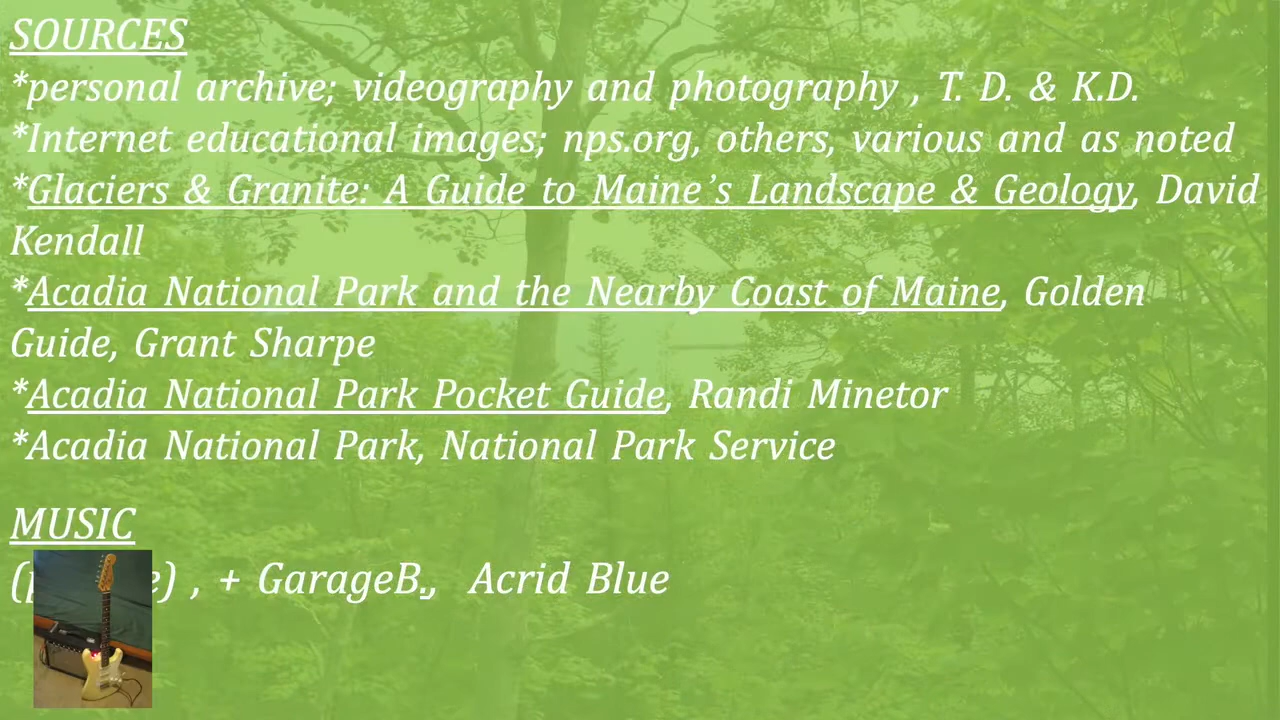 SOURCES
*personal archive; videography and photography , T. D. & K.D.
*Internet educational images; nps.org, others, various and as noted
*Glaciers & Granite: A Guide to Maine’s Landscape & Geology, David
Kendall
*Acadia National Park and the Nearby Coast of Maine, Golden
Guide, Grant Sharpe
*Acadia National Park Pocket Guide, Randi Minetor
*Acadia National Park, National Park Service
MUSIC
, + GarageB., Acrid Blue